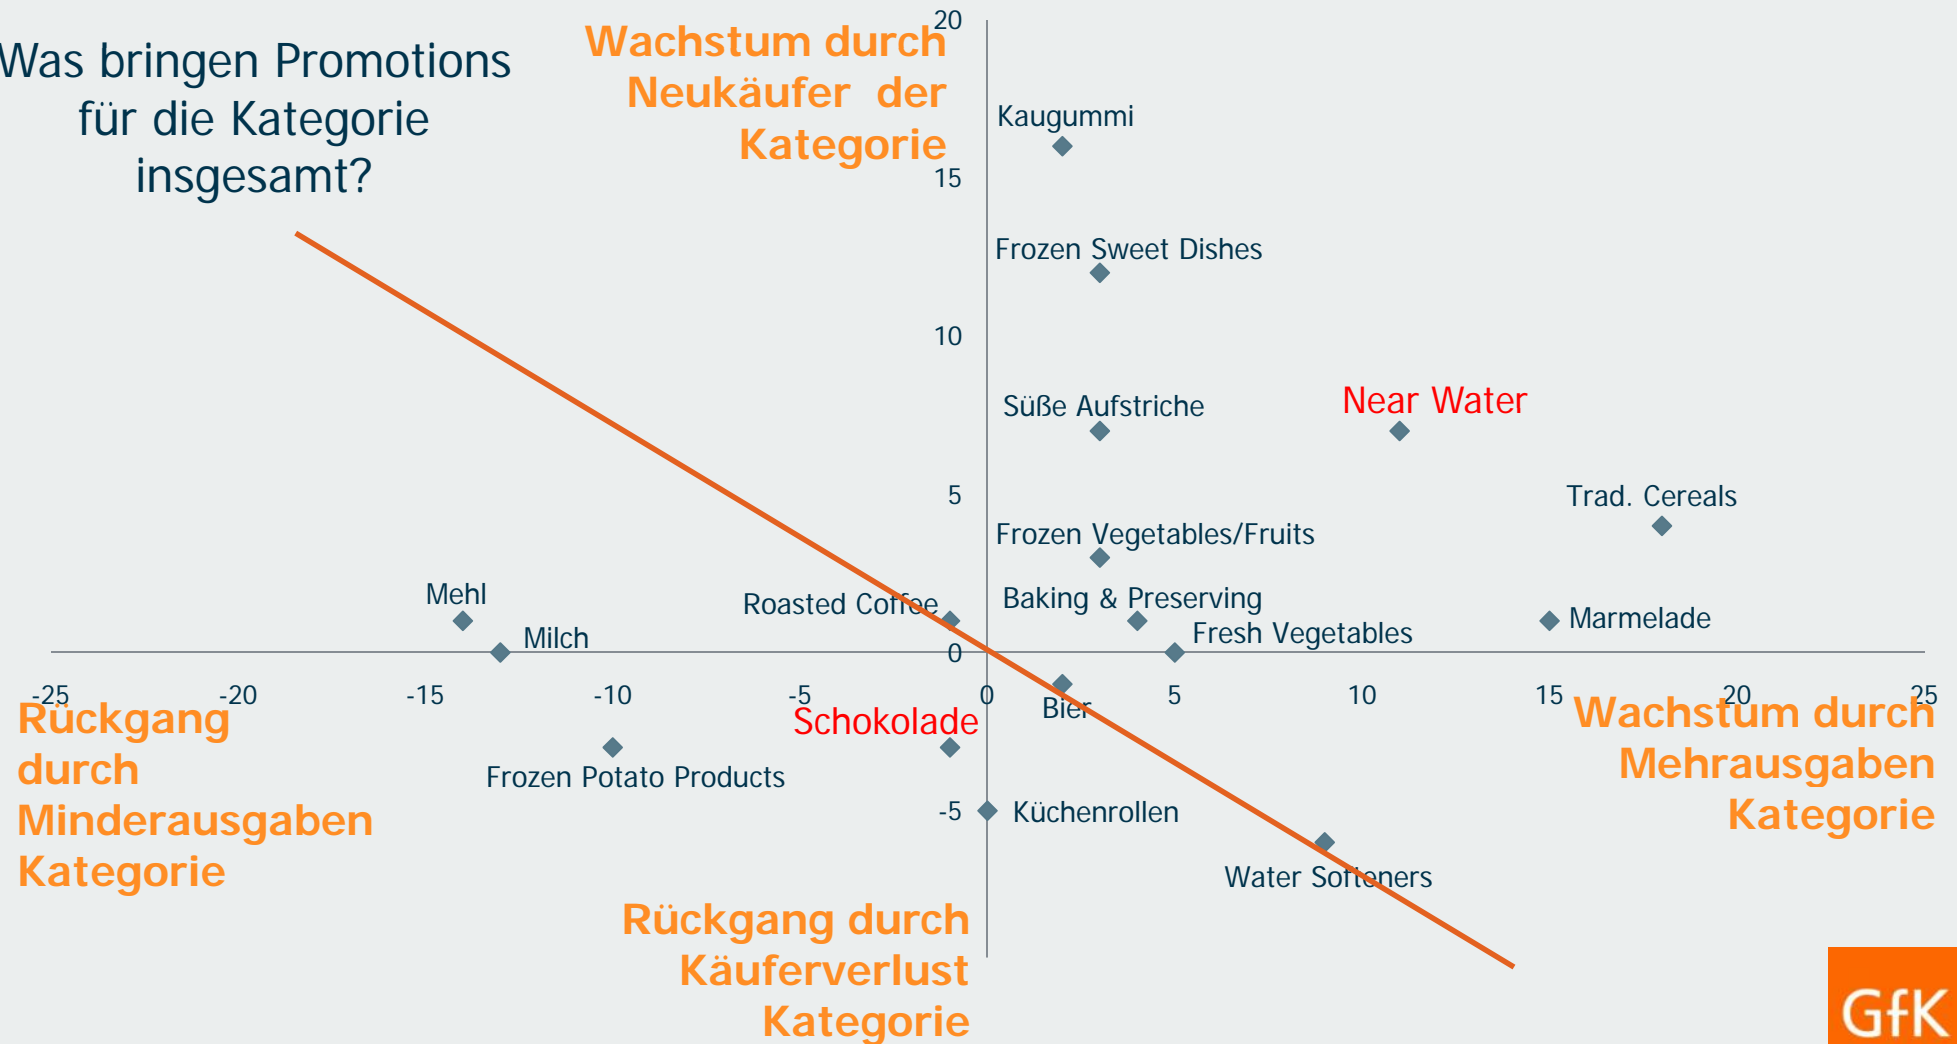 Was bringen Promotions
für die Kategorie
insgesamt?
Wachstum durch
Neukäufer der
Kategorie
20
Kaugummi
15
Frozen Sweet Dishes
10
Süße Aufstriche
Near Water
5
Trad. Cereals
Frozen Vegetables/Fruits
Mehl
Roasted Coffee
Baking & Preserving
Marmelade
Milch
Fresh Vegetables
0
-25 -20 -15 -10 -5 0 5 10 15 20 25
Bier
Schokolade
Rückgang
durch
Minderausgaben
Kategorie
Wachstum durch
Mehrausgaben
Kategorie
Frozen Potato Products
-5
Küchenrollen
Water Softeners
Rückgang durch
Käuferverlust
Kategorie
GfK